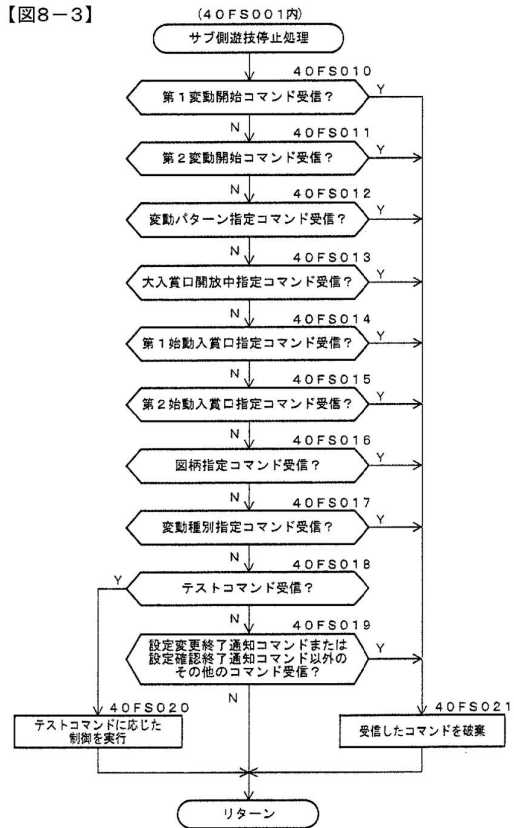 【図8-3】
(40FS001内)
サブ側遊技停止処理
40FS010
第1変動開始コマンド受信?
Y
N
40FS011
第2変動開始コマンド受信?
Y
N
40FS012
変動パターン指定コマンド受信?
Y
N
40FS013
大入賞口開放中指定コマンド受信?
Y
N
40FS014
第1始動入賞口指定コマンド受信?
Y
N
40FS015
第2始動入賞口指定コマンド受信?
Y
N
40FS016
図柄指定コマンド受信?
Y
N
40FS017
変動種別指定コマンド受信?
Y
N
40FS018
Y
テストコマンド受信?
N
40FS019
設定変更終了通知コマンドまたは
設定確認終了通知コマンド以外の
その他のコマンド受信?
Y
N
40FS020
テストコマンドに応じた
制御を実行
40FS021
受信したコマンドを破棄
リターン